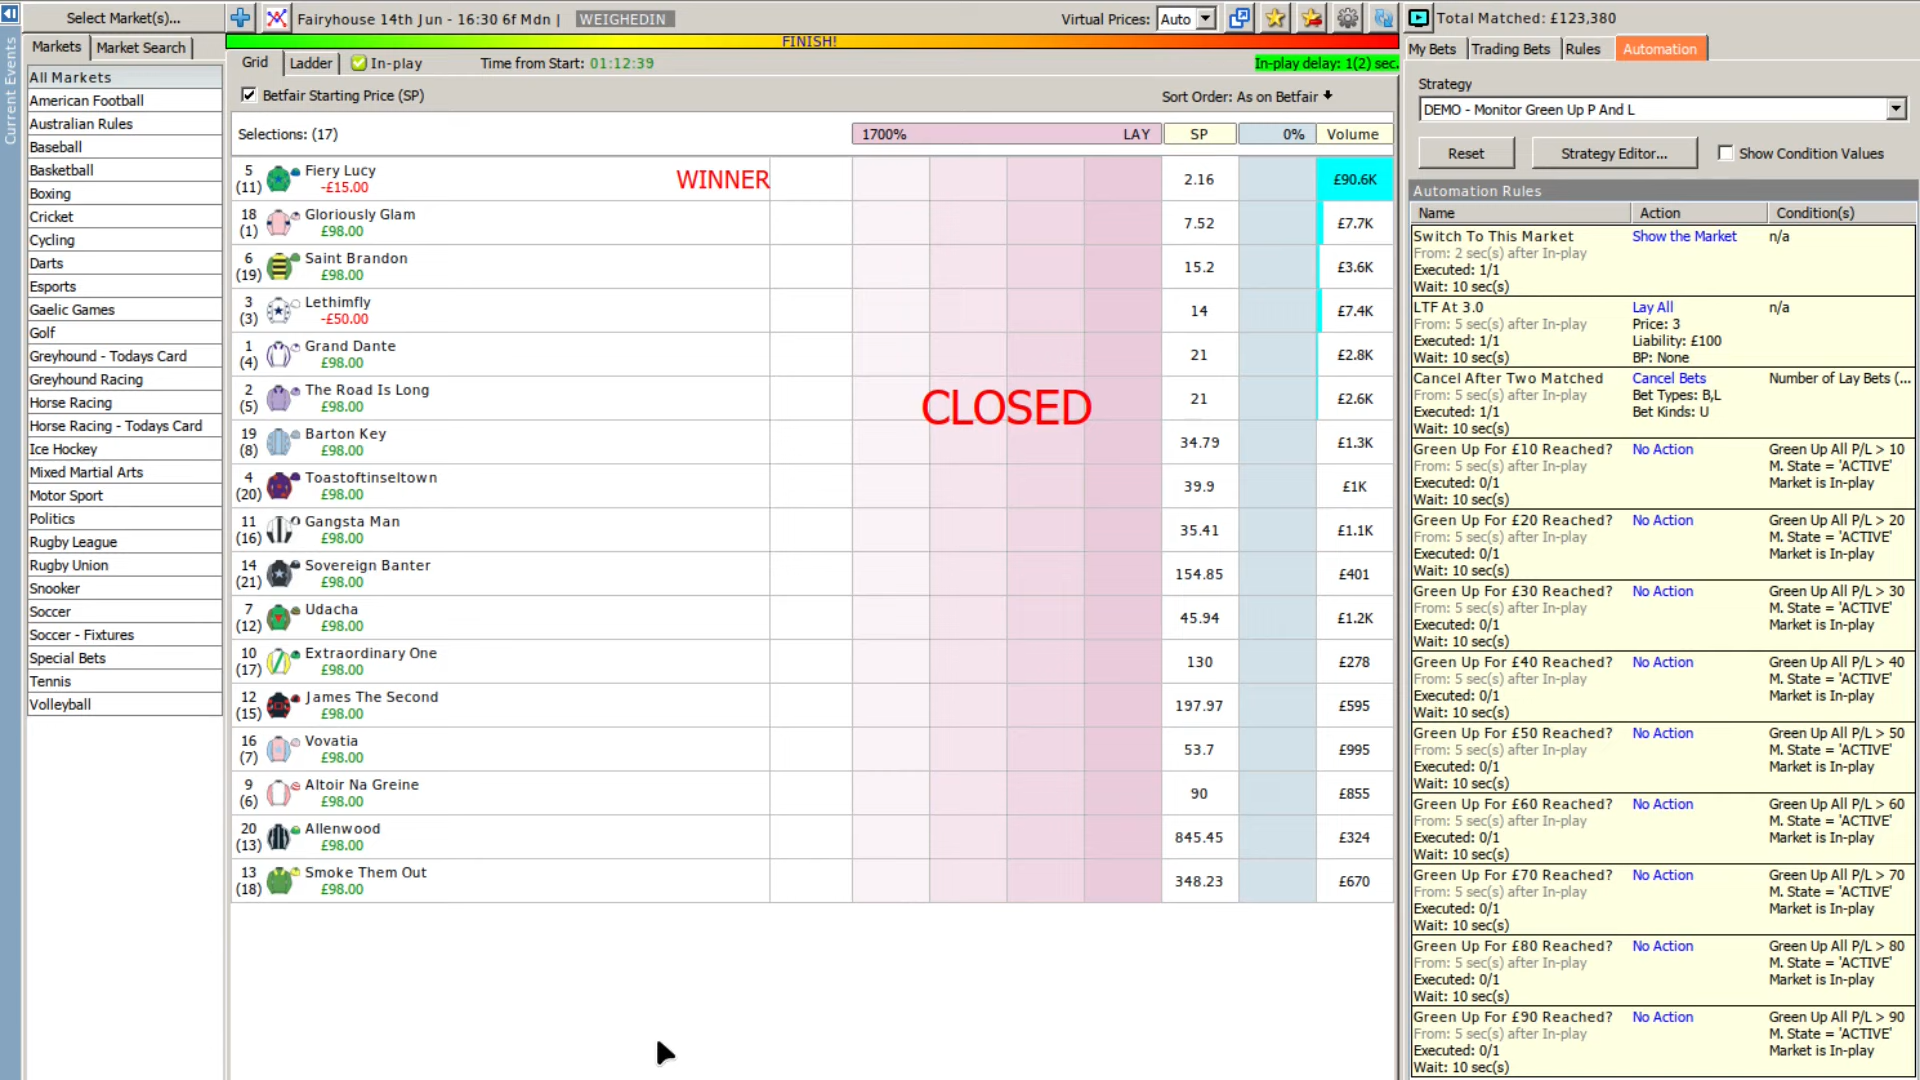 Select Market(s)...
Fairyhouse 14th Jun - 16:30 6f Mdn |
WEIGHEDIN
Virtual Prices:
Auto
Total Matched: £123,380
Current Events
Markets
Market Search
FINISH!
Grid
Ladder
In-play
Time from Start: 01:12:39
In-play delay: 1(2) sec.
My Bets
Trading Bets
Rules
Automation
All Markets
American Football
Australian Rules
Baseball
Basketball
Boxing
Cricket
Cycling
Darts
Esports
Gaelic Games
Golf
Greyhound - Todays Card
Greyhound Racing
Horse Racing
Horse Racing - Todays Card
Ice Hockey
Mixed Martial Arts
Motor Sport
Politics
Rugby League
Rugby Union
Snooker
Soccer
Soccer - Fixtures
Special Bets
Tennis
Volleyball
Betfair Starting Price (SP)
Sort Order: As on Betfair
Selections: (17)
1700%
LAY
SP
0%
Volume
5 Fiery Lucy WINNER 2.16 £90.6K
(11) -£15.00
18 Gloriously Glam 7.52 £7.7K
(1) £98.00
6 Saint Brandon 15.2 £3.6K
(19) £98.00
3 Lethimfly 14 £7.4K
(3) -£50.00
1 Grand Dante 21 £2.8K
(4) £98.00
2 The Road Is Long 21 £2.6K
(5) £98.00
CLOSED
19 Barton Key 34.79 £1.3K
(8) £98.00
4 Toastoftinseltown 39.9 £1K
(20) £98.00
11 Gangsta Man 35.41 £1.1K
(16) £98.00
14 Sovereign Banter 154.85 £401
(21) £98.00
7 Udacha 45.94 £1.2K
(12) £98.00
10 Extraordinary One 130 £278
(17) £98.00
12 James The Second 197.97 £595
(15) £98.00
16 Vovatia 53.7 £995
(7) £98.00
9 Altoir Na Greine 90 £855
(6) £98.00
20 Allenwood 845.45 £324
(13) £98.00
13 Smoke Them Out 348.23 £670
(18) £98.00
Strategy
DEMO - Monitor Green Up P And L
Reset
Strategy Editor...
Show Condition Values
Automation Rules
Name Action Condition(s)
Switch To This Market Show the Market n/a
From: 2 sec(s) after In-play
Executed: 1/1
Wait: 10 sec(s)
LTF At 3.0 Lay All n/a
From: 5 sec(s) after In-play Price: 3
Executed: 1/1 Liability: £100
Wait: 10 sec(s) BP: None
Cancel After Two Matched Cancel Bets Number of Lay Bets (...
From: 5 sec(s) after In-play Bet Types: B,L
Executed: 1/1 Bet Kinds: U
Wait: 10 sec(s)
Green Up For £10 Reached? No Action Green Up All P/L > 10
From: 5 sec(s) after In-play M. State = 'ACTIVE'
Executed: 0/1 Market is In-play
Wait: 10 sec(s)
Green Up For £20 Reached? No Action Green Up All P/L > 20
From: 5 sec(s) after In-play M. State = 'ACTIVE'
Executed: 0/1 Market is In-play
Wait: 10 sec(s)
Green Up For £30 Reached? No Action Green Up All P/L > 30
From: 5 sec(s) after In-play M. State = 'ACTIVE'
Executed: 0/1 Market is In-play
Wait: 10 sec(s)
Green Up For £40 Reached? No Action Green Up All P/L > 40
From: 5 sec(s) after In-play M. State = 'ACTIVE'
Executed: 0/1 Market is In-play
Wait: 10 sec(s)
Green Up For £50 Reached? No Action Green Up All P/L > 50
From: 5 sec(s) after In-play M. State = 'ACTIVE'
Executed: 0/1 Market is In-play
Wait: 10 sec(s)
Green Up For £60 Reached? No Action Green Up All P/L > 60
From: 5 sec(s) after In-play M. State = 'ACTIVE'
Executed: 0/1 Market is In-play
Wait: 10 sec(s)
Green Up For £70 Reached? No Action Green Up All P/L > 70
From: 5 sec(s) after In-play M. State = 'ACTIVE'
Executed: 0/1 Market is In-play
Wait: 10 sec(s)
Green Up For £80 Reached? No Action Green Up All P/L > 80
From: 5 sec(s) after In-play M. State = 'ACTIVE'
Executed: 0/1 Market is In-play
Wait: 10 sec(s)
Green Up For £90 Reached? No Action Green Up All P/L > 90
From: 5 sec(s) after In-play M. State = 'ACTIVE'
Executed: 0/1 Market is In-play
Wait: 10 sec(s)